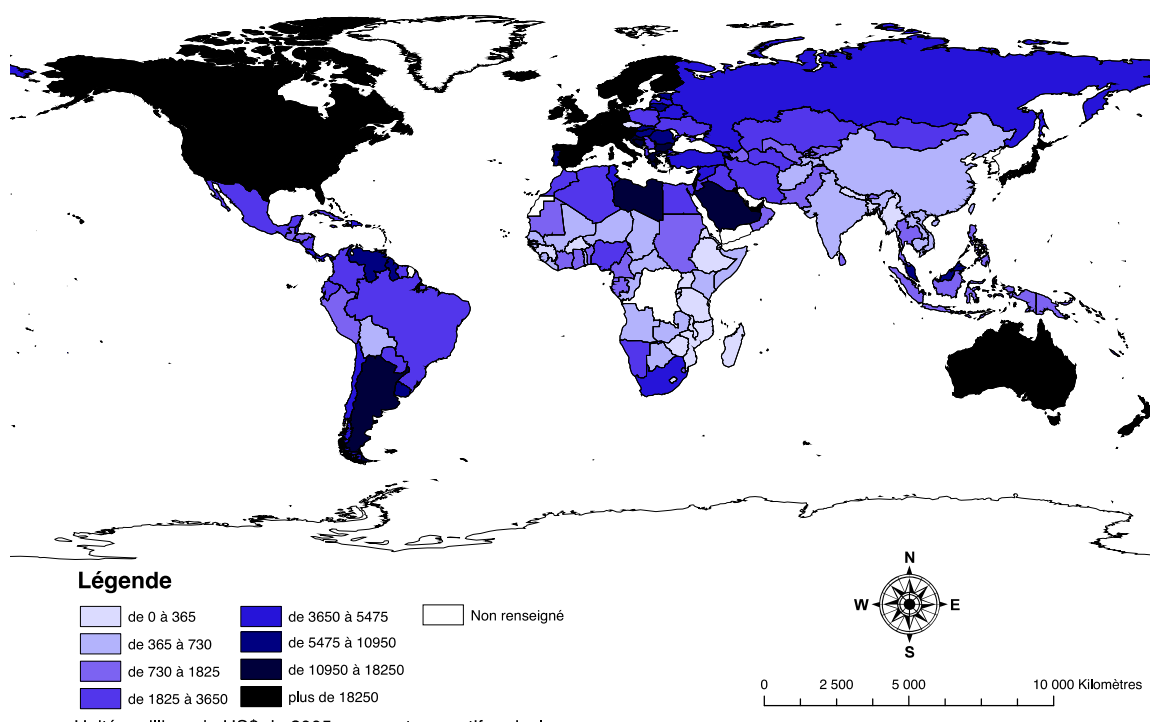 Légende
de 0 à 365
de 365 à 730
de 730 à 1825
de 1825 à 3650
de 3650 à 5475
de 5475 à 10950
de 10950 à 18250
plus de 18250
Non renseigné
N
W E
S
0 2 500 5 000 10 000 Kilomètres